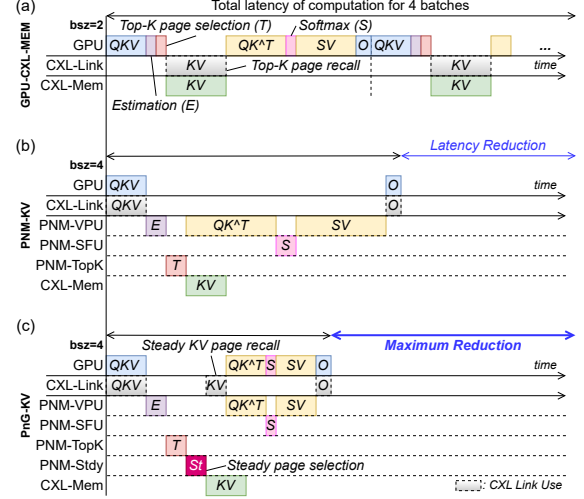 (a)
Total latency of computation for 4 batches
bsz=2
Top-K page selection (T)
Softmax (S)
GPU-CXL-MEM
GPU
QKV
QK^T
SV
O
QKV
...
CXL-Link
KV
Top-K page recall
KV
time
CXL-Mem
KV
KV
Estimation (E)
(b)
bsz=4
Latency Reduction
PNM-KV
GPU
QKV
O
time
CXL-Link
QKV
O
PNM-VPU
E
QK^T
SV
PNM-SFU
S
PNM-TopK
T
CXL-Mem
KV
(c)
bsz=4
Steady KV page recall
Maximum Reduction
PnG-KV
GPU
QKV
QK^T
S
SV
O
time
CXL-Link
QKV
KV
O
PNM-VPU
E
QK^T
SV
PNM-SFU
S
PNM-TopK
T
PNM-Stdy
St
Steady page selection
CXL-Mem
KV
: CXL Link Use